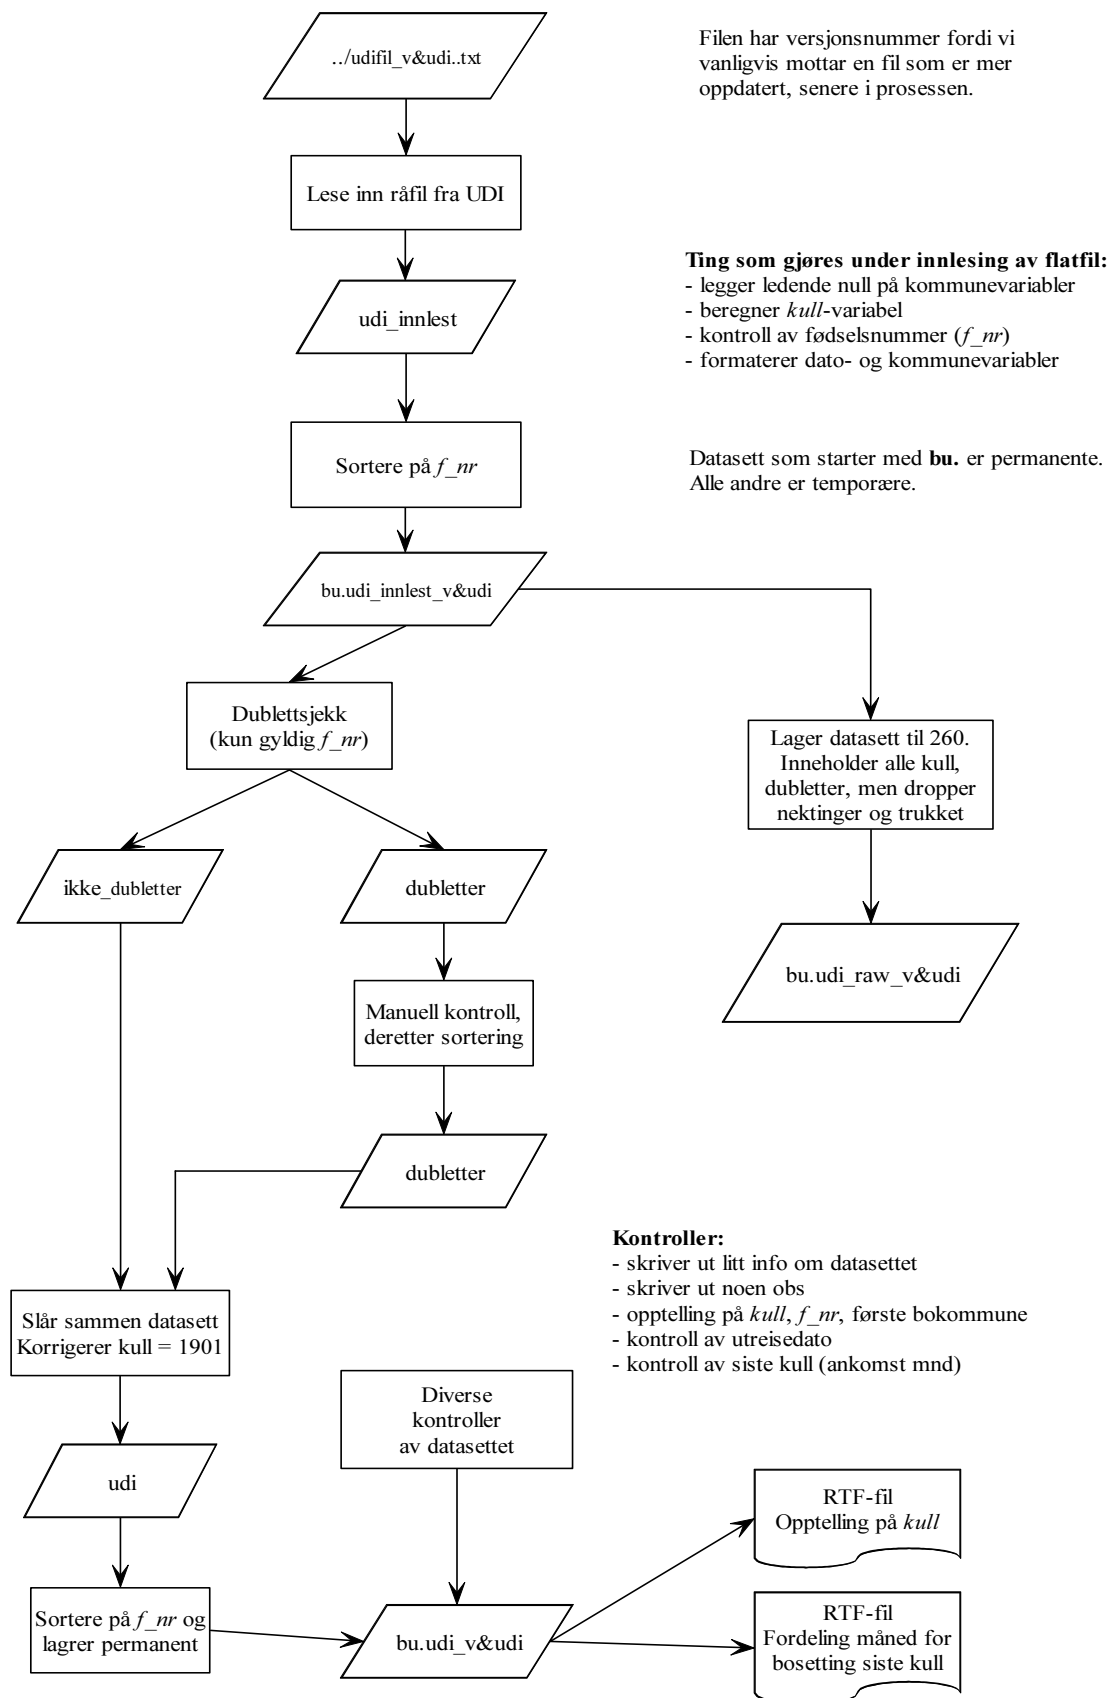 ../udifil_v&udi..txt
Filen har versjonsnummer fordi vi
vanligvis mottar en fil som er mer
oppdatert, senere i prosessen.
Lese inn råfil fra UDI
Ting som gjøres under innlesing av flatfil:
- legger ledende null på kommunevariabler
- beregner kull-variabel
- kontroll av fødselsnummer (f_nr)
- formaterer dato- og kommunevariabler
udi_innlest
Sortere på f_nr
Datasett som starter med bu. er permanente.
Alle andre er temporære.
bu.udi_innlest_v&udi
Dublettsjekk
(kun gyldig f_nr)
Lager datasett til 260.
Inneholder alle kull,
dubletter, men dropper
nektinger og trukket
ikke_dubletter
dubletter
bu.udi_raw_v&udi
Manuell kontroll,
deretter sortering
dubletter
Kontroller:
- skriver ut litt info om datasettet
- skriver ut noen obs
- opptelling på kull, f_nr, første bokommune
- kontroll av utreisedato
- kontroll av siste kull (ankomst mnd)
Slår sammen datasett
Korrigerer kull = 1901
Diverse
kontroller
av datasettet
udi
RTF-fil
Opptelling på kull
Sortere på f_nr og
lagrer permanent
bu.udi_v&udi
RTF-fil
Fordeling måned for
bosetting siste kull